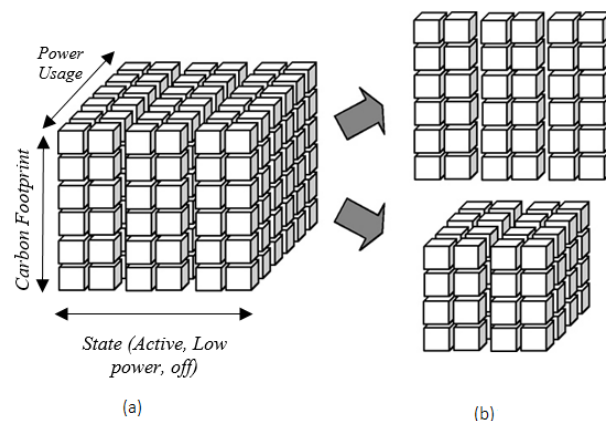 Power
Usage
Carbon Footprint
State (Active, Low
power, off)
(a)
(b)